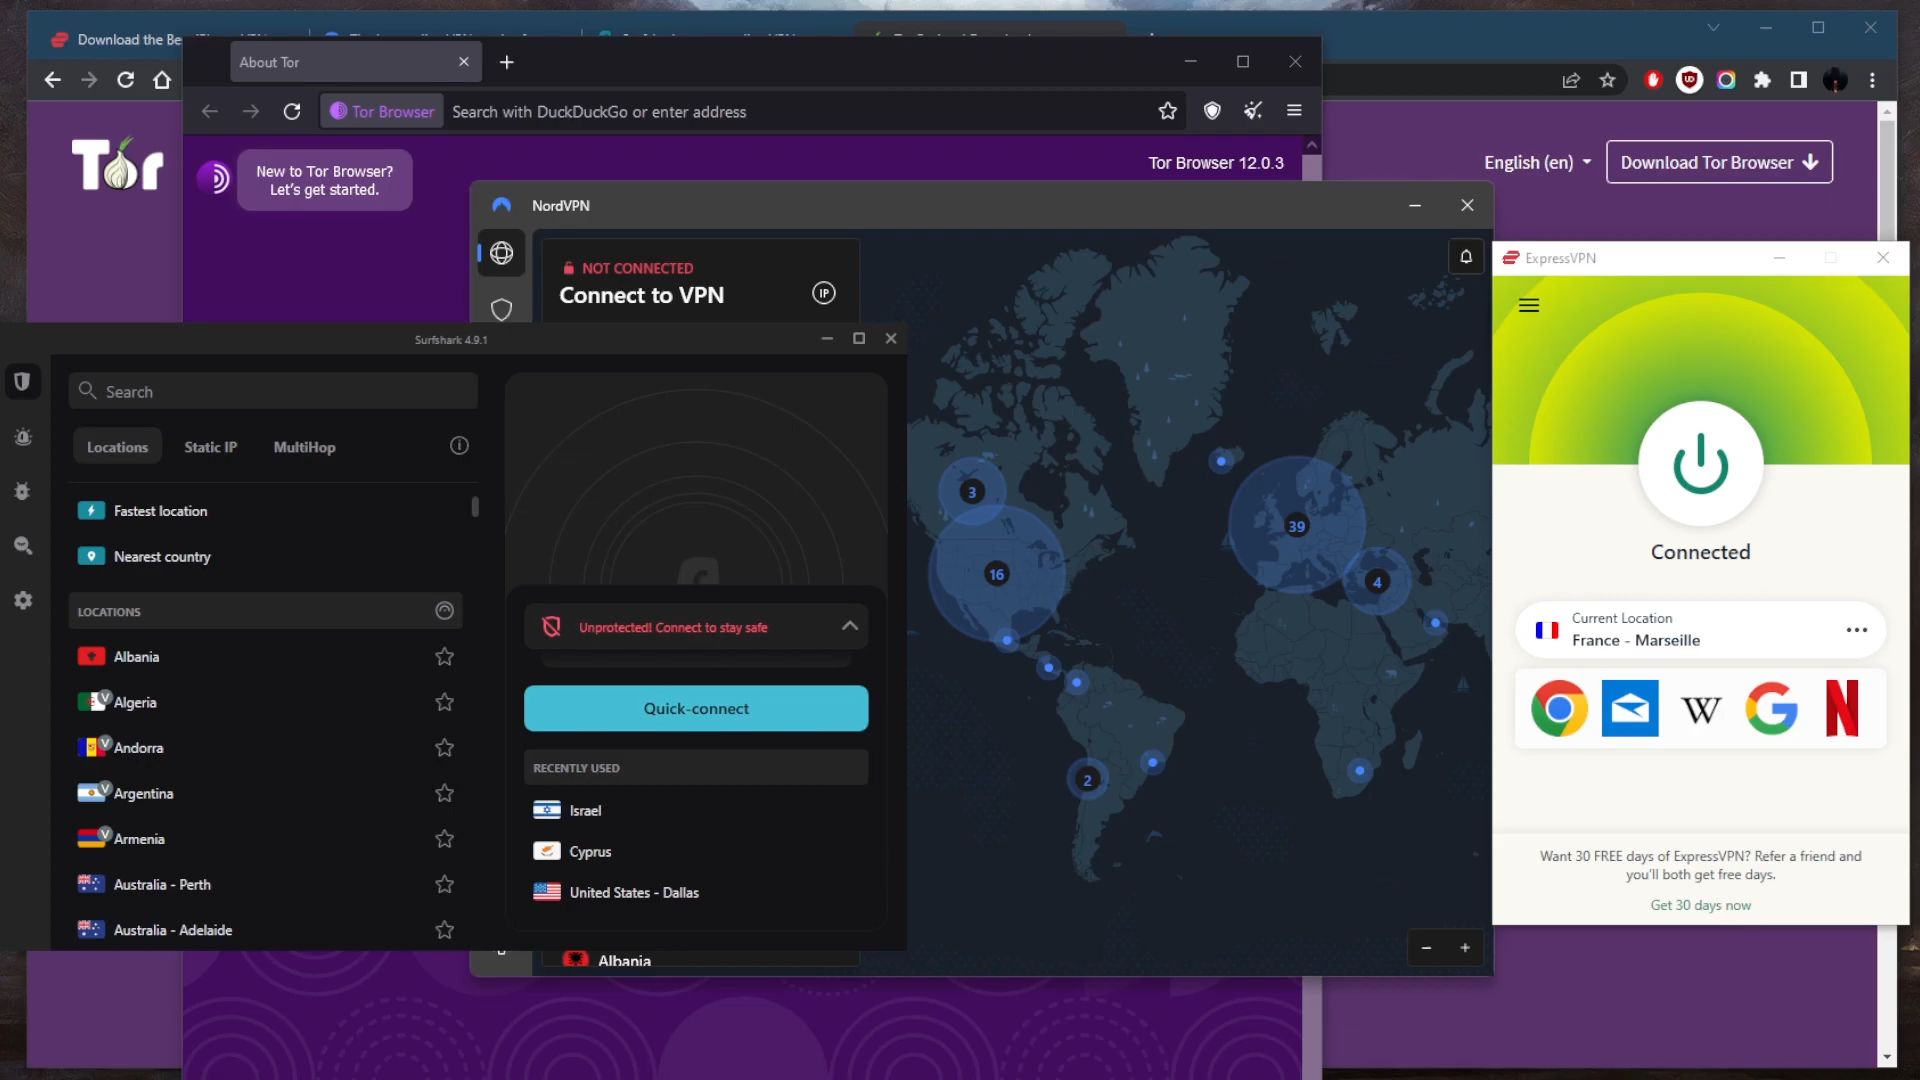 Download the Be
About Tor
Tor Browser
Search with DuckDuckGo or enter address
Tor
New to Tor Browser?
Let's get started.
Tor Browser 12.0.3
English (en)
Download Tor Browser
NordVPN
NOT CONNECTED
Connect to VPN
IP
ExpressVPN
Surfshark 4.9.1
Search
Locations
Static IP
MultiHop
Fastest location
Nearest country
LOCATIONS
Albania
V
Algeria
V
Andorra
V
Argentina
V
Armenia
Australia - Perth
Australia - Adelaide
Unprotected! Connect to stay safe
Quick-connect
RECENTLY USED
Israel
Cyprus
United States - Dallas
Albania
3
16
39
4
2
Connected
Current Location
France - Marseille
W
G
N
Want 30 FREE days of ExpressVPN? Refer a friend and
you'll both get free days.
Get 30 days now